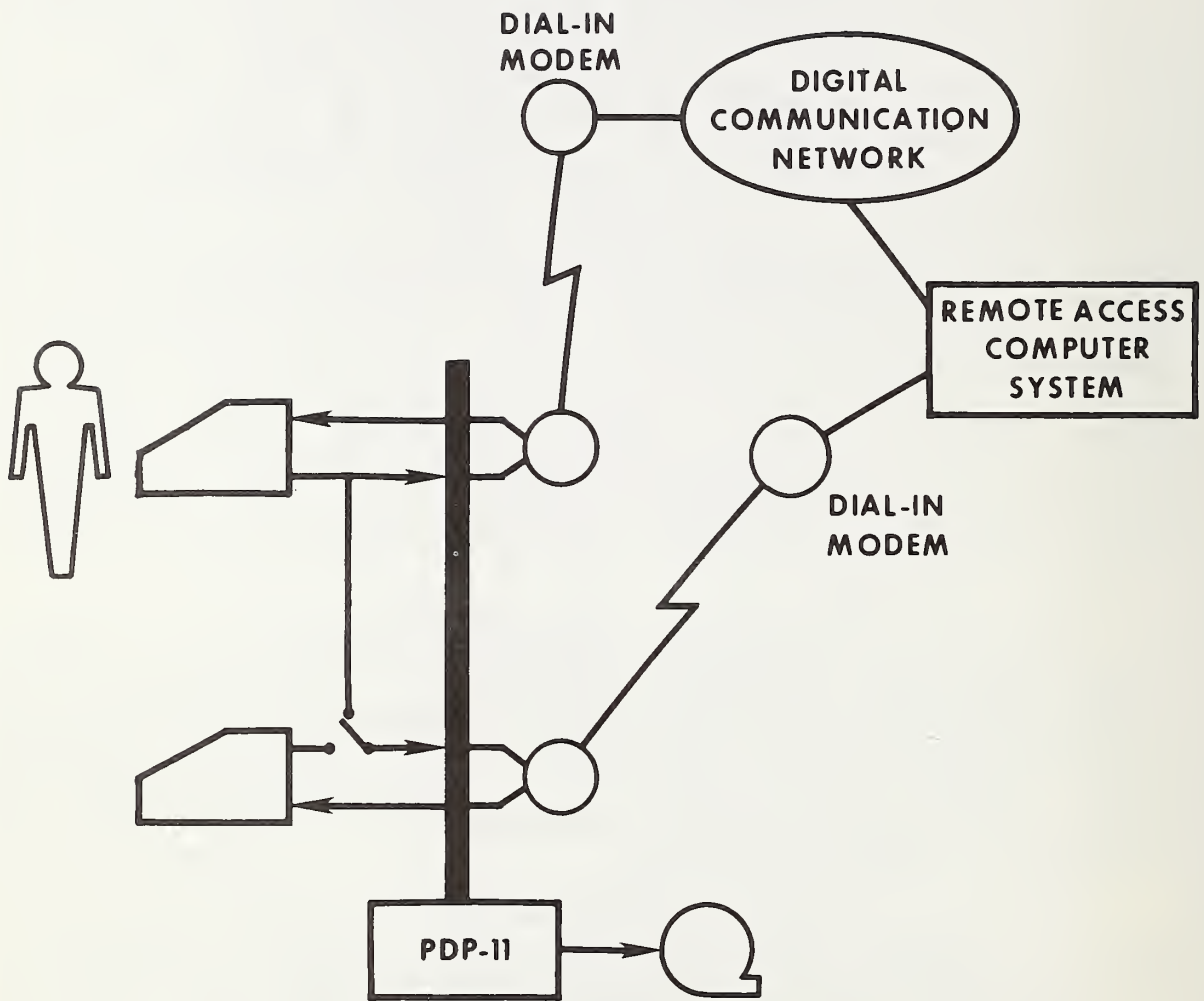 DIAL-IN
MODEM
DIGITAL
COMMUNICATION
NETWORK
REMOTE ACCESS
COMPUTER
SYSTEM
DIAL-IN
MODEM
PDP-11